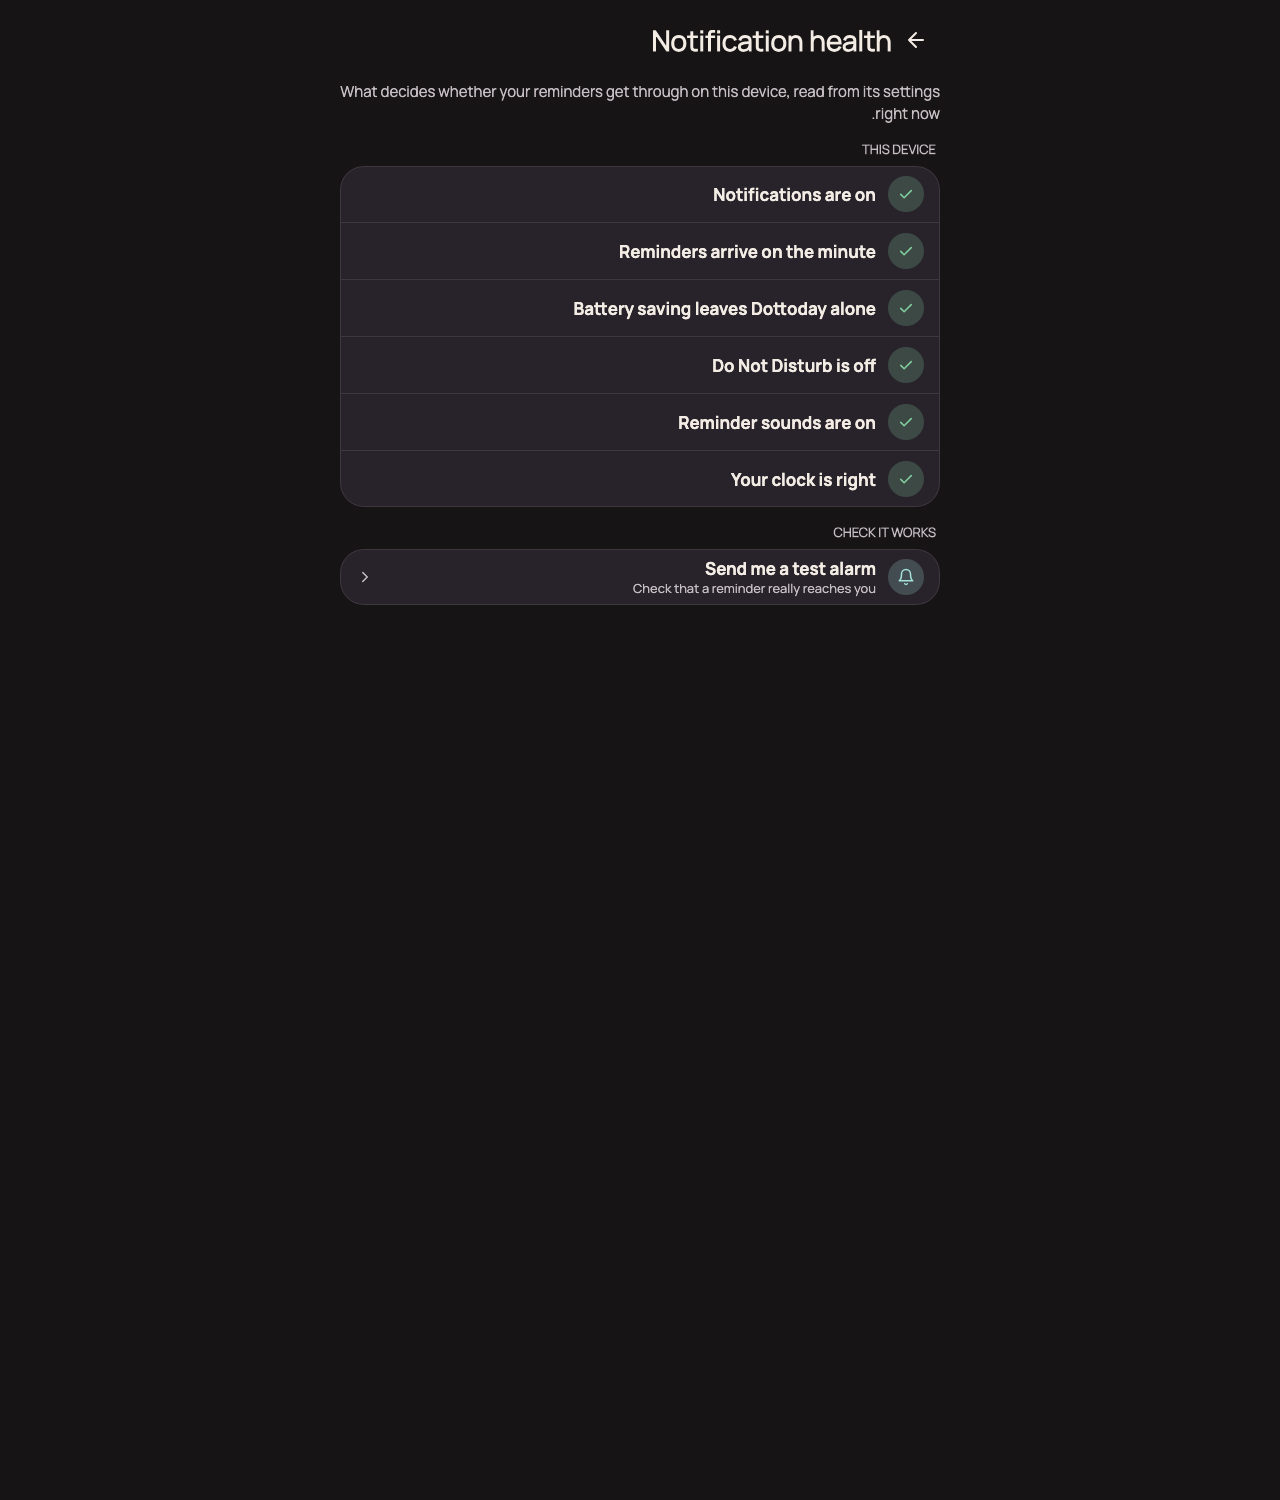 Notification health
What decides whether your reminders get through on this device, read from its settings
.right now
THIS DEVICE
Notifications are on
Reminders arrive on the minute
Battery saving leaves Dottoday alone
Do Not Disturb is off
Reminder sounds are on
Your clock is right
CHECK IT WORKS
Send me a test alarm
Check that a reminder really reaches you